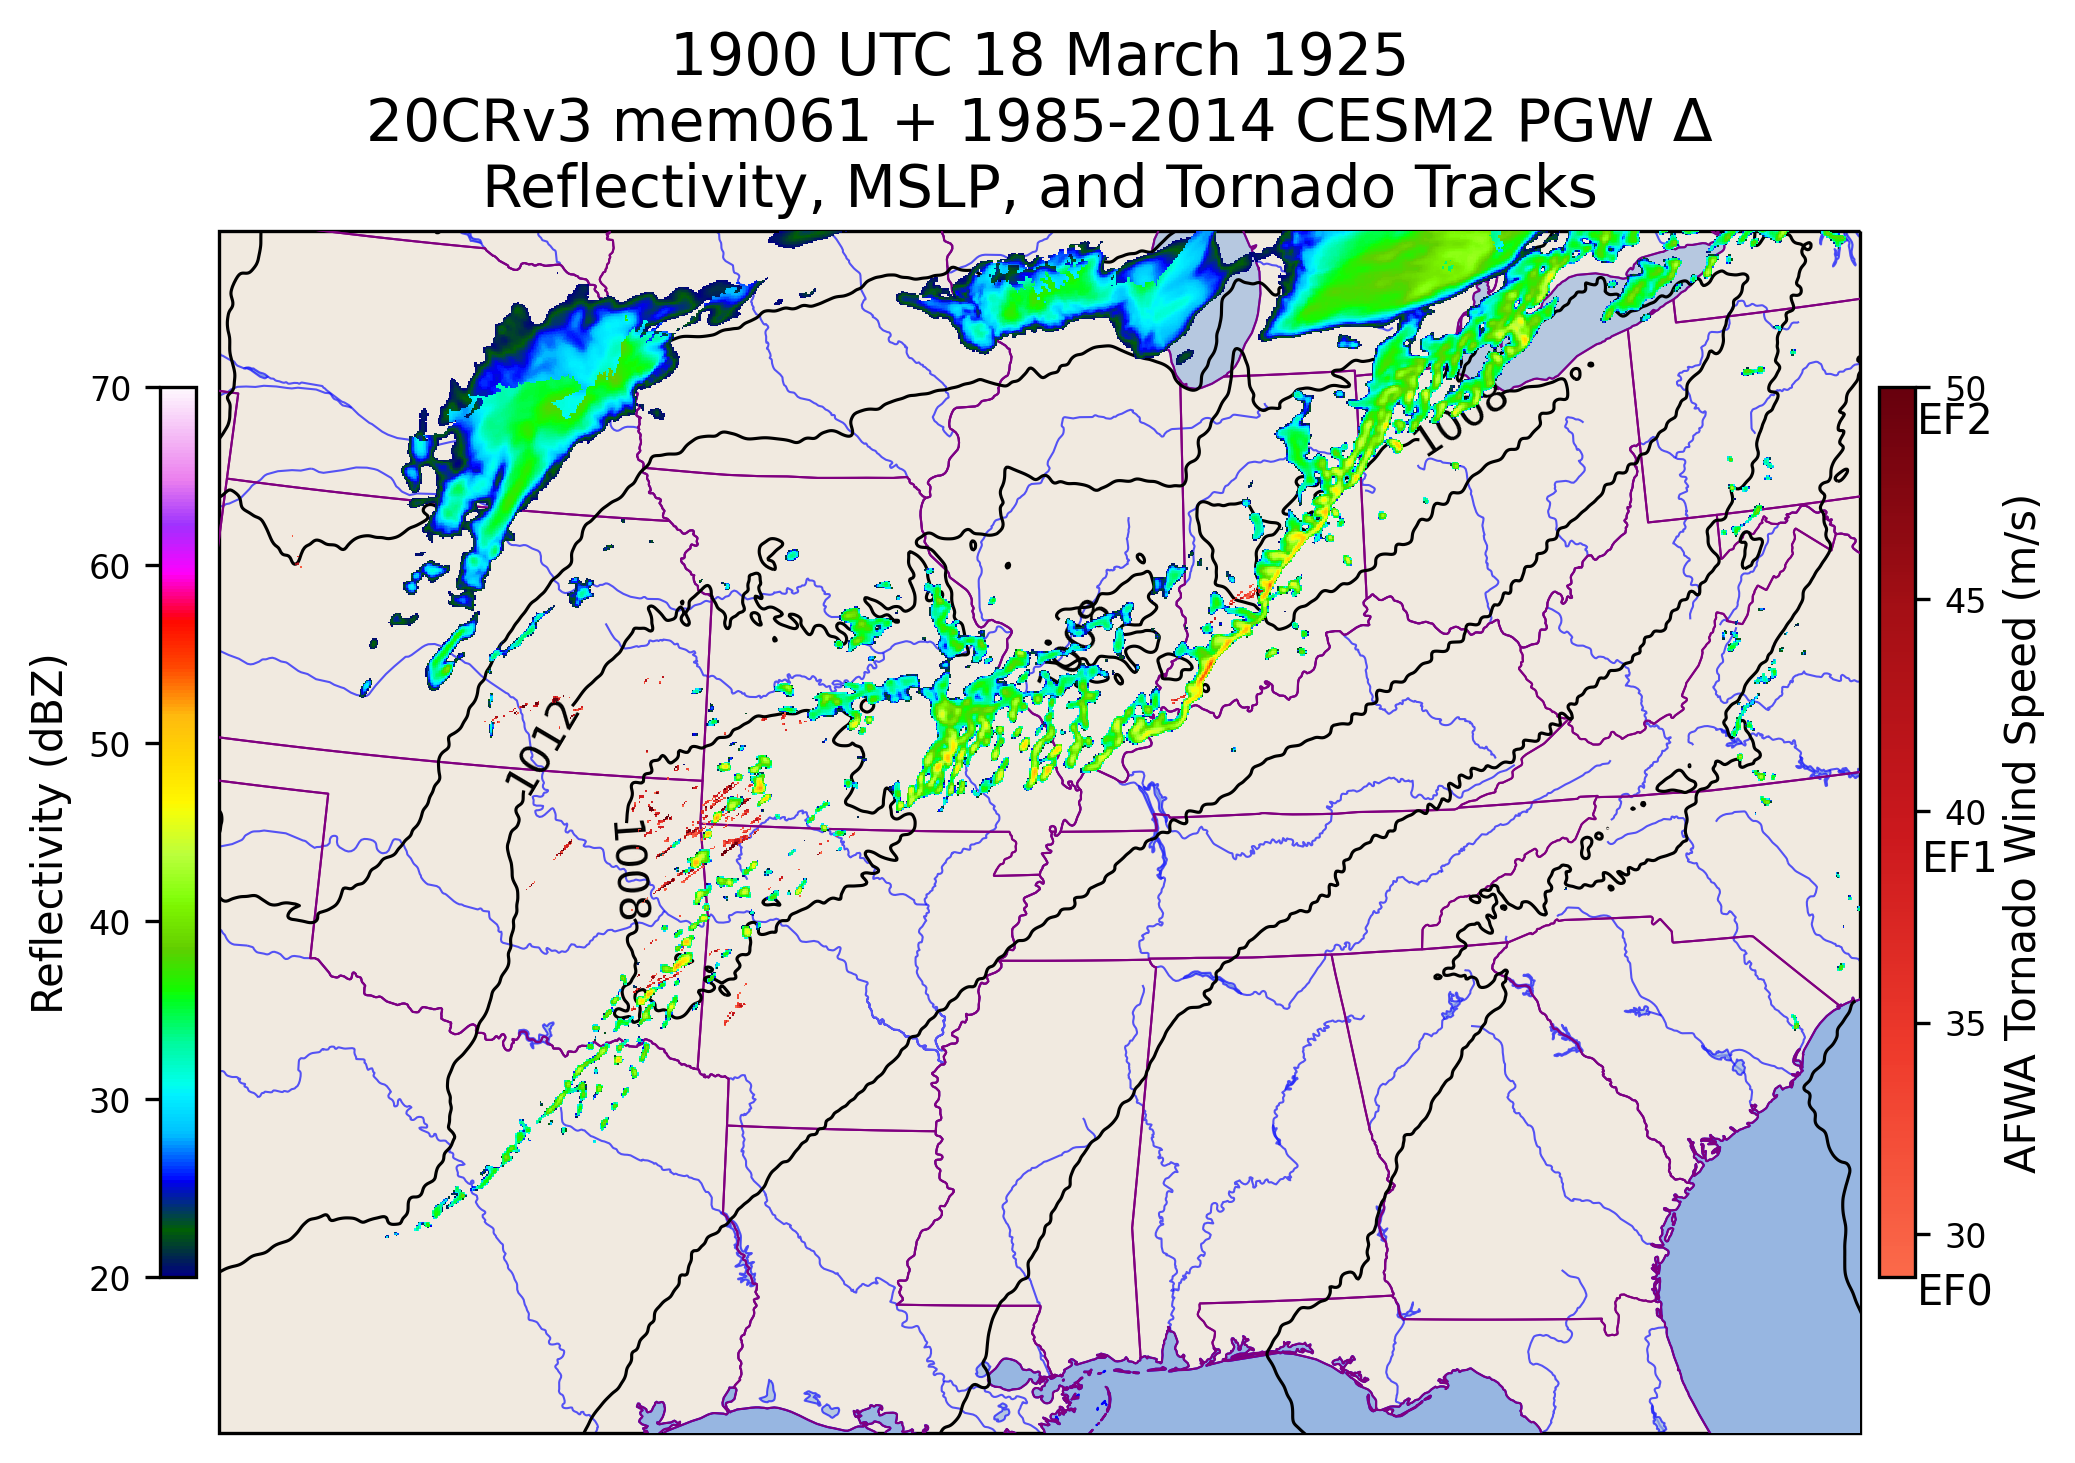 1900 UTC 18 March 1925
20CRv3 mem061 + 1985-2014 CESM2 PGW Δ
Reflectivity, MSLP, and Tornado Tracks
70
60
50
40
30
20
Reflectivity (dBZ)
1008
1008
1012
1008
50
EF2
45
40
EF1
35
30
EF0
AFWA Tornado Wind Speed (m/s)